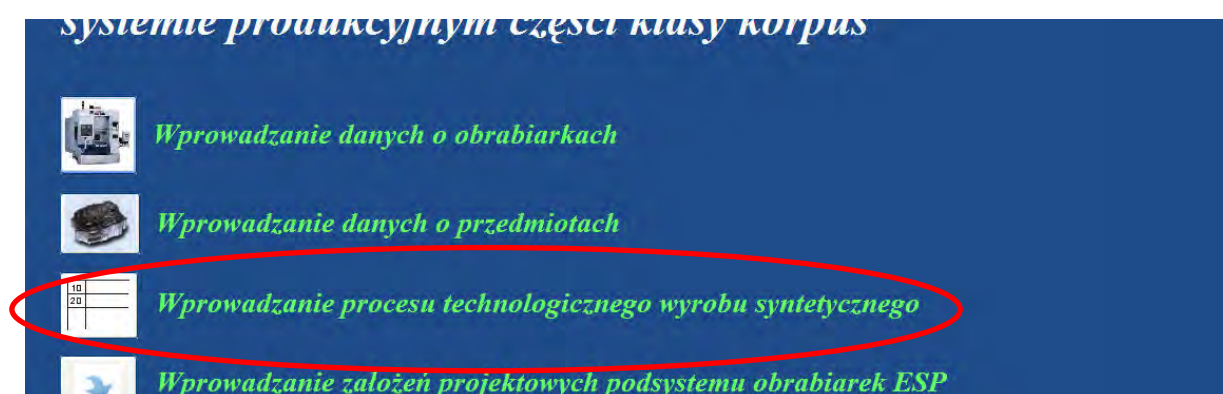 systemie produkcyjnym części klasy korpus
Wprowadzanie danych o obrabiarkach
Wprowadzanie danych o przedmiotach
10
20
Wprowadzanie procesu technologicznego wyrobu syntetycznego
Wprowadzanie założeń projektowych podsystemu obrabiarek ESP